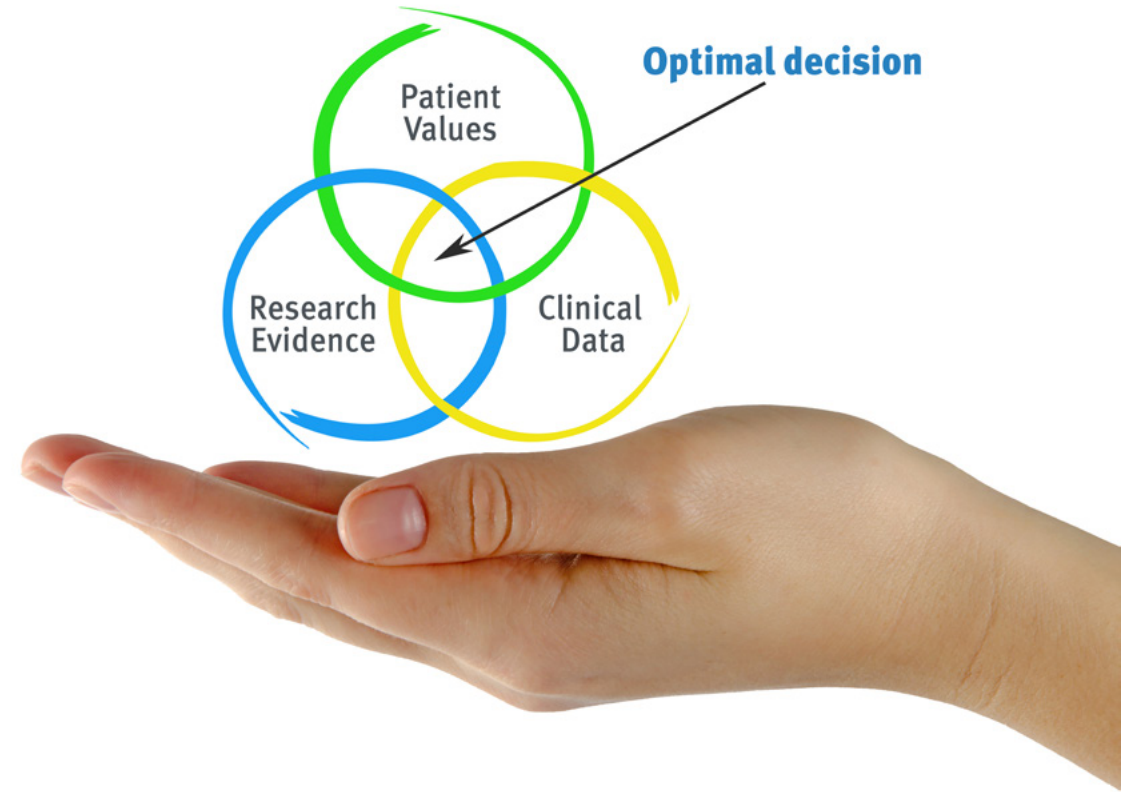 Optimal decision
Patient
Values
Research
Evidence
Clinical
Data